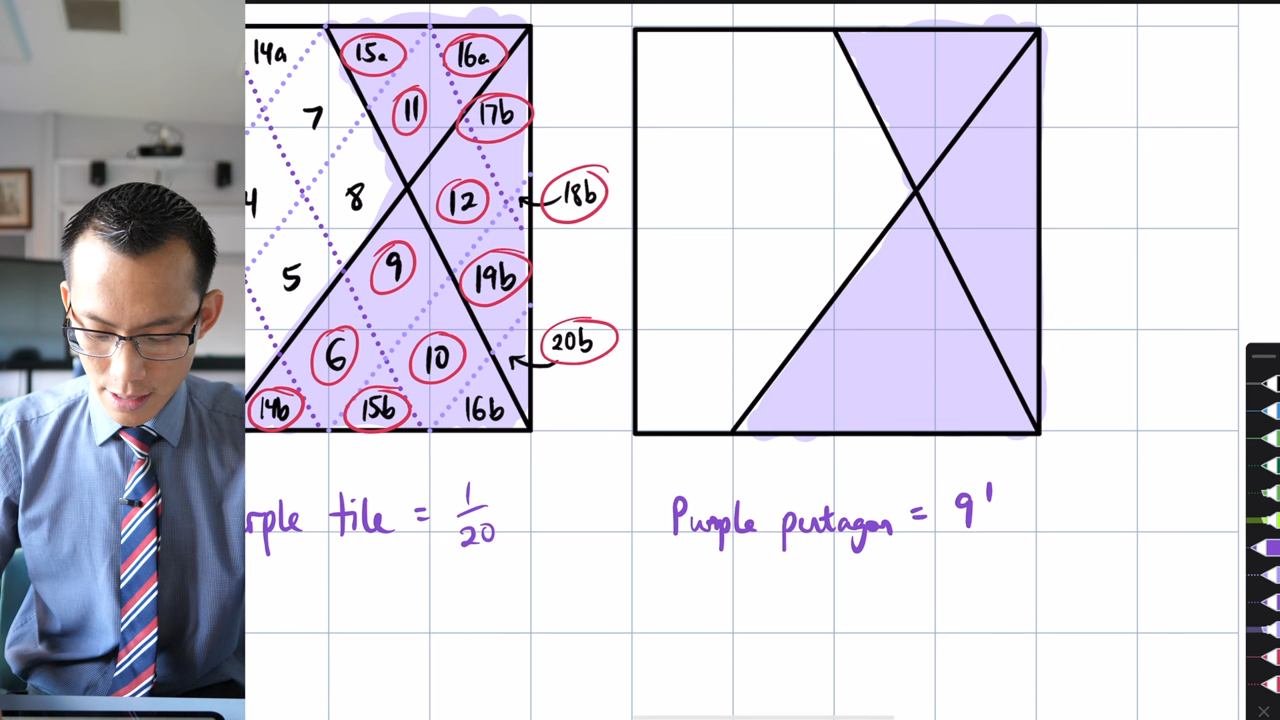 14a 15a 16a
7 11 17b
4 8 12 18b
5 9 19b
6 10 20b
14b 15b 16b
rple tile = 1/20
Purple pentagon = 9'